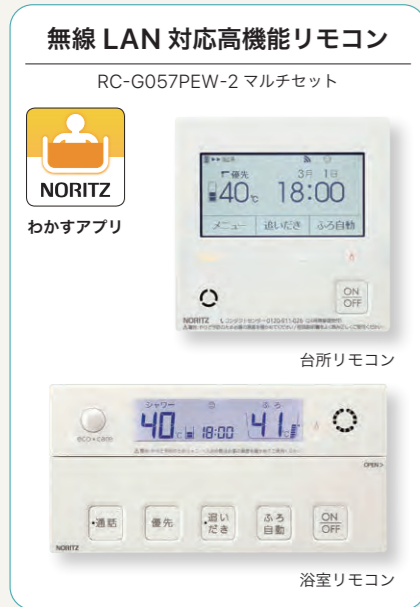 無線 LAN 対応高機能リモコン
RC-G057PEW-2 マルチセット
NORITZ
わかすアプリ
優先
3月 1日
40℃ 18:00
メニュー 追いだき ふろ自動
ON
OFF
NORITZ
台所リモコン
シャワー ふろ
40℃ 18:00 41℃
eco•care
OPEN>
•通話
優先
•追い
だき
ふろ
自動
ON
OFF
NORITZ
浴室リモコン